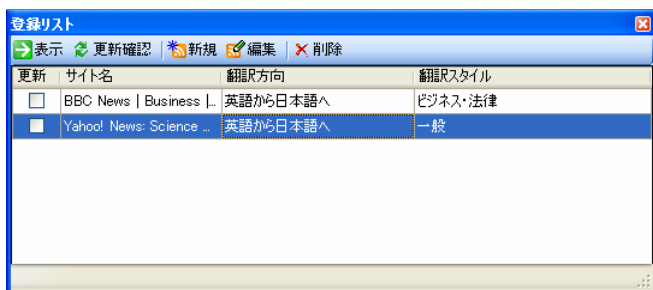 登録リスト
表示 更新確認 新規 編集 削除
更新 サイト名 翻訳方向 翻訳スタイル
BBC News | Business |... 英語から日本語へ ビジネス・法律
Yahoo! News: Science ... 英語から日本語へ 一般